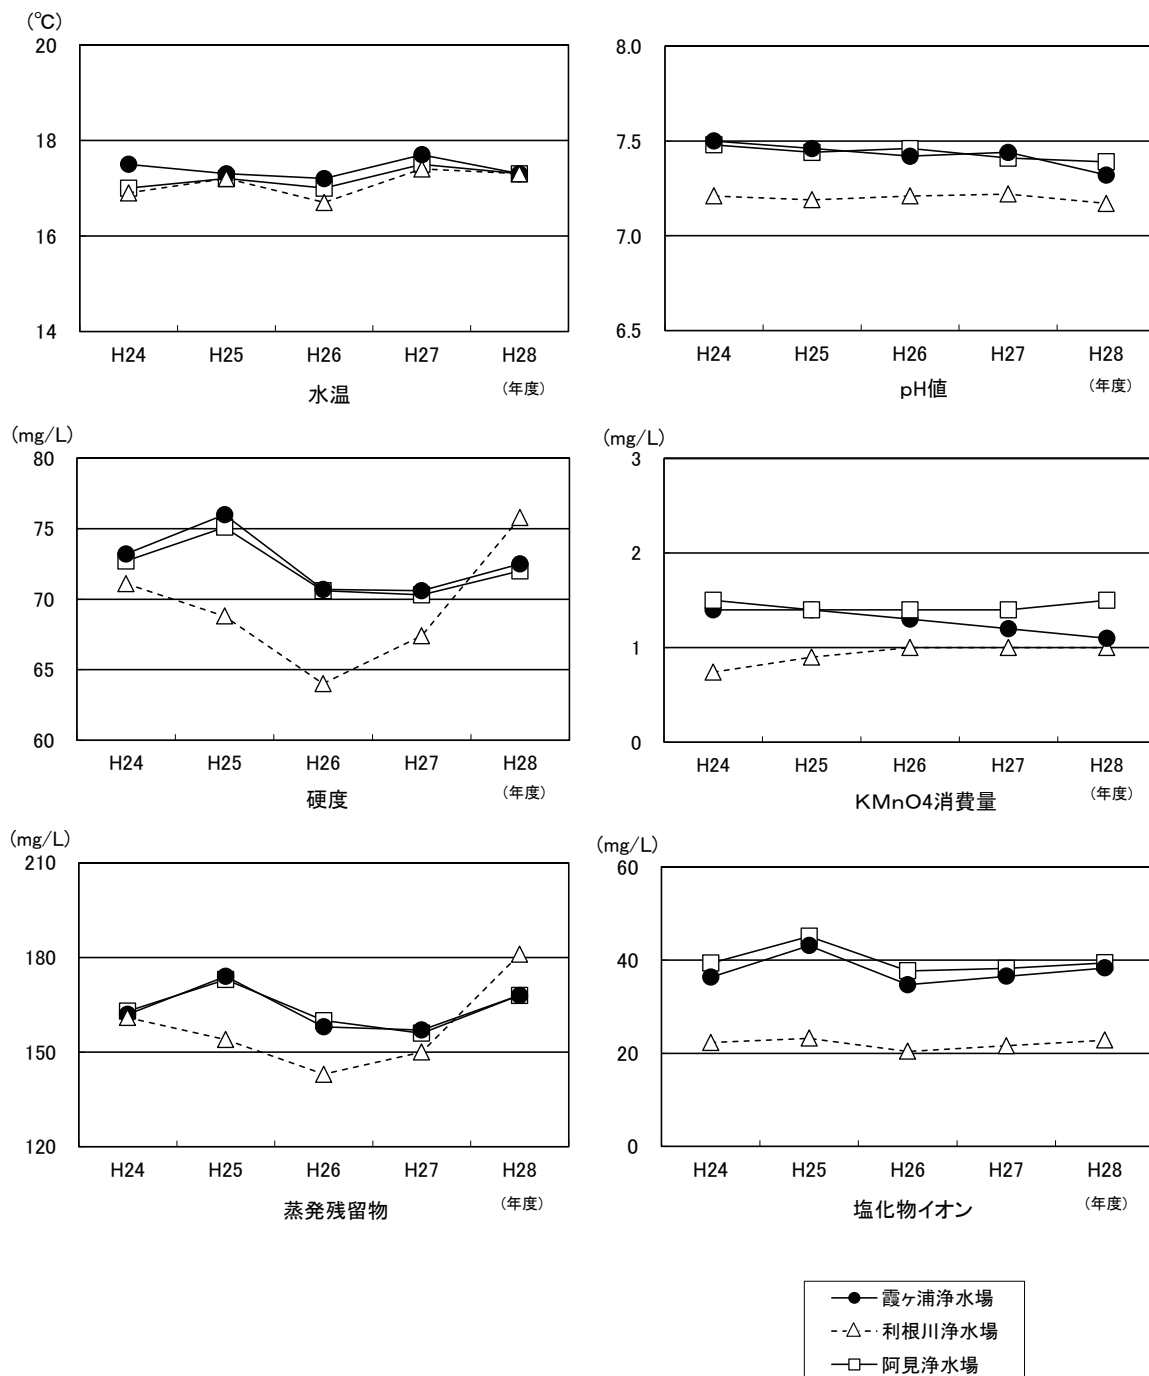 (℃)
20
18
16
14
H24 H25 H26 H27 H28
水温 (年度)
8.0
7.5
7.0
6.5
H24 H25 H26 H27 H28
pH値 (年度)
(mg/L)
80
75
70
65
60
H24 H25 H26 H27 H28
硬度 (年度)
(mg/L)
3
2
1
0
H24 H25 H26 H27 H28
KMnO4消費量 (年度)
(mg/L)
210
180
150
120
H24 H25 H26 H27 H28
蒸発残留物 (年度)
(mg/L)
60
40
20
0
H24 H25 H26 H27 H28
塩化物イオン (年度)
霞ヶ浦浄水場
利根川浄水場
阿見浄水場